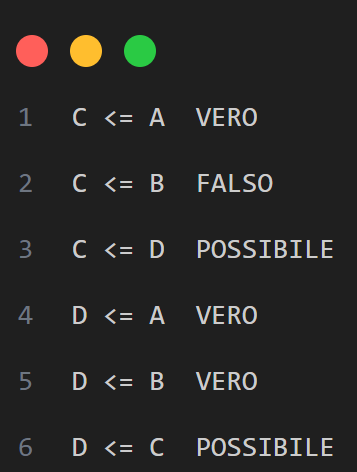 1 C <= A VERO
2 C <= B FALSO
3 C <= D POSSIBILE
4 D <= A VERO
5 D <= B VERO
6 D <= C POSSIBILE